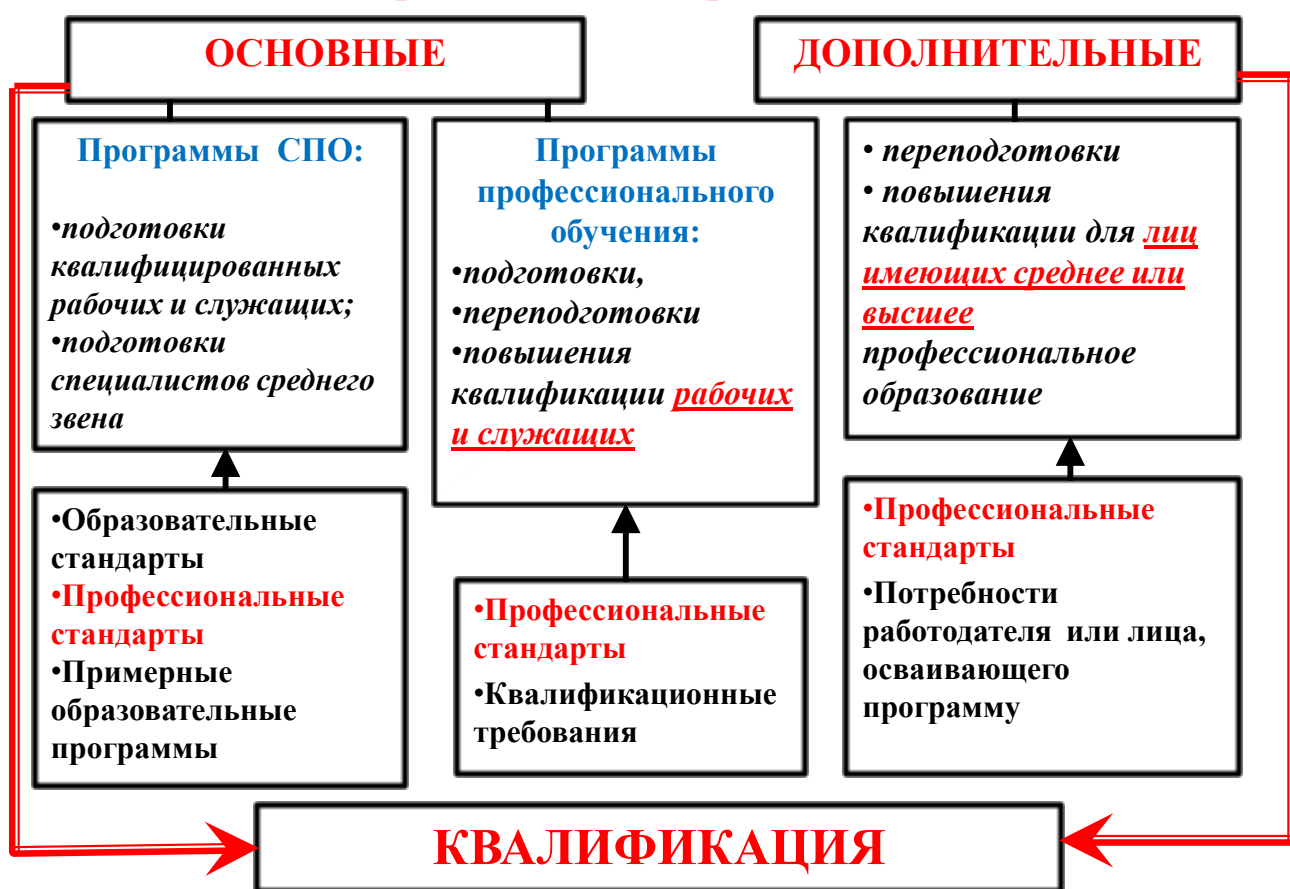 ОСНОВНЫЕ
ДОПОЛНИТЕЛЬНЫЕ
Программы СПО:
•подготовки
квалифицированных
рабочих и служащих;
•подготовки
специалистов среднего
звена
Программы
профессионального
обучения:
•подготовки,
•переподготовки
•повышения
квалификации рабочих
и служащих
• переподготовки
• повышения
квалификации для лиц
имеющих среднее или
высшее
профессиональное
образование
•Образовательные
стандарты
•Профессиональные
стандарты
•Примерные
образовательные
программы
•Профессиональные
стандарты
•Квалификационные
требования
•Профессиональные
стандарты
•Потребности
работодателя или лица,
осваивающего
программу
КВАЛИФИКАЦИЯ